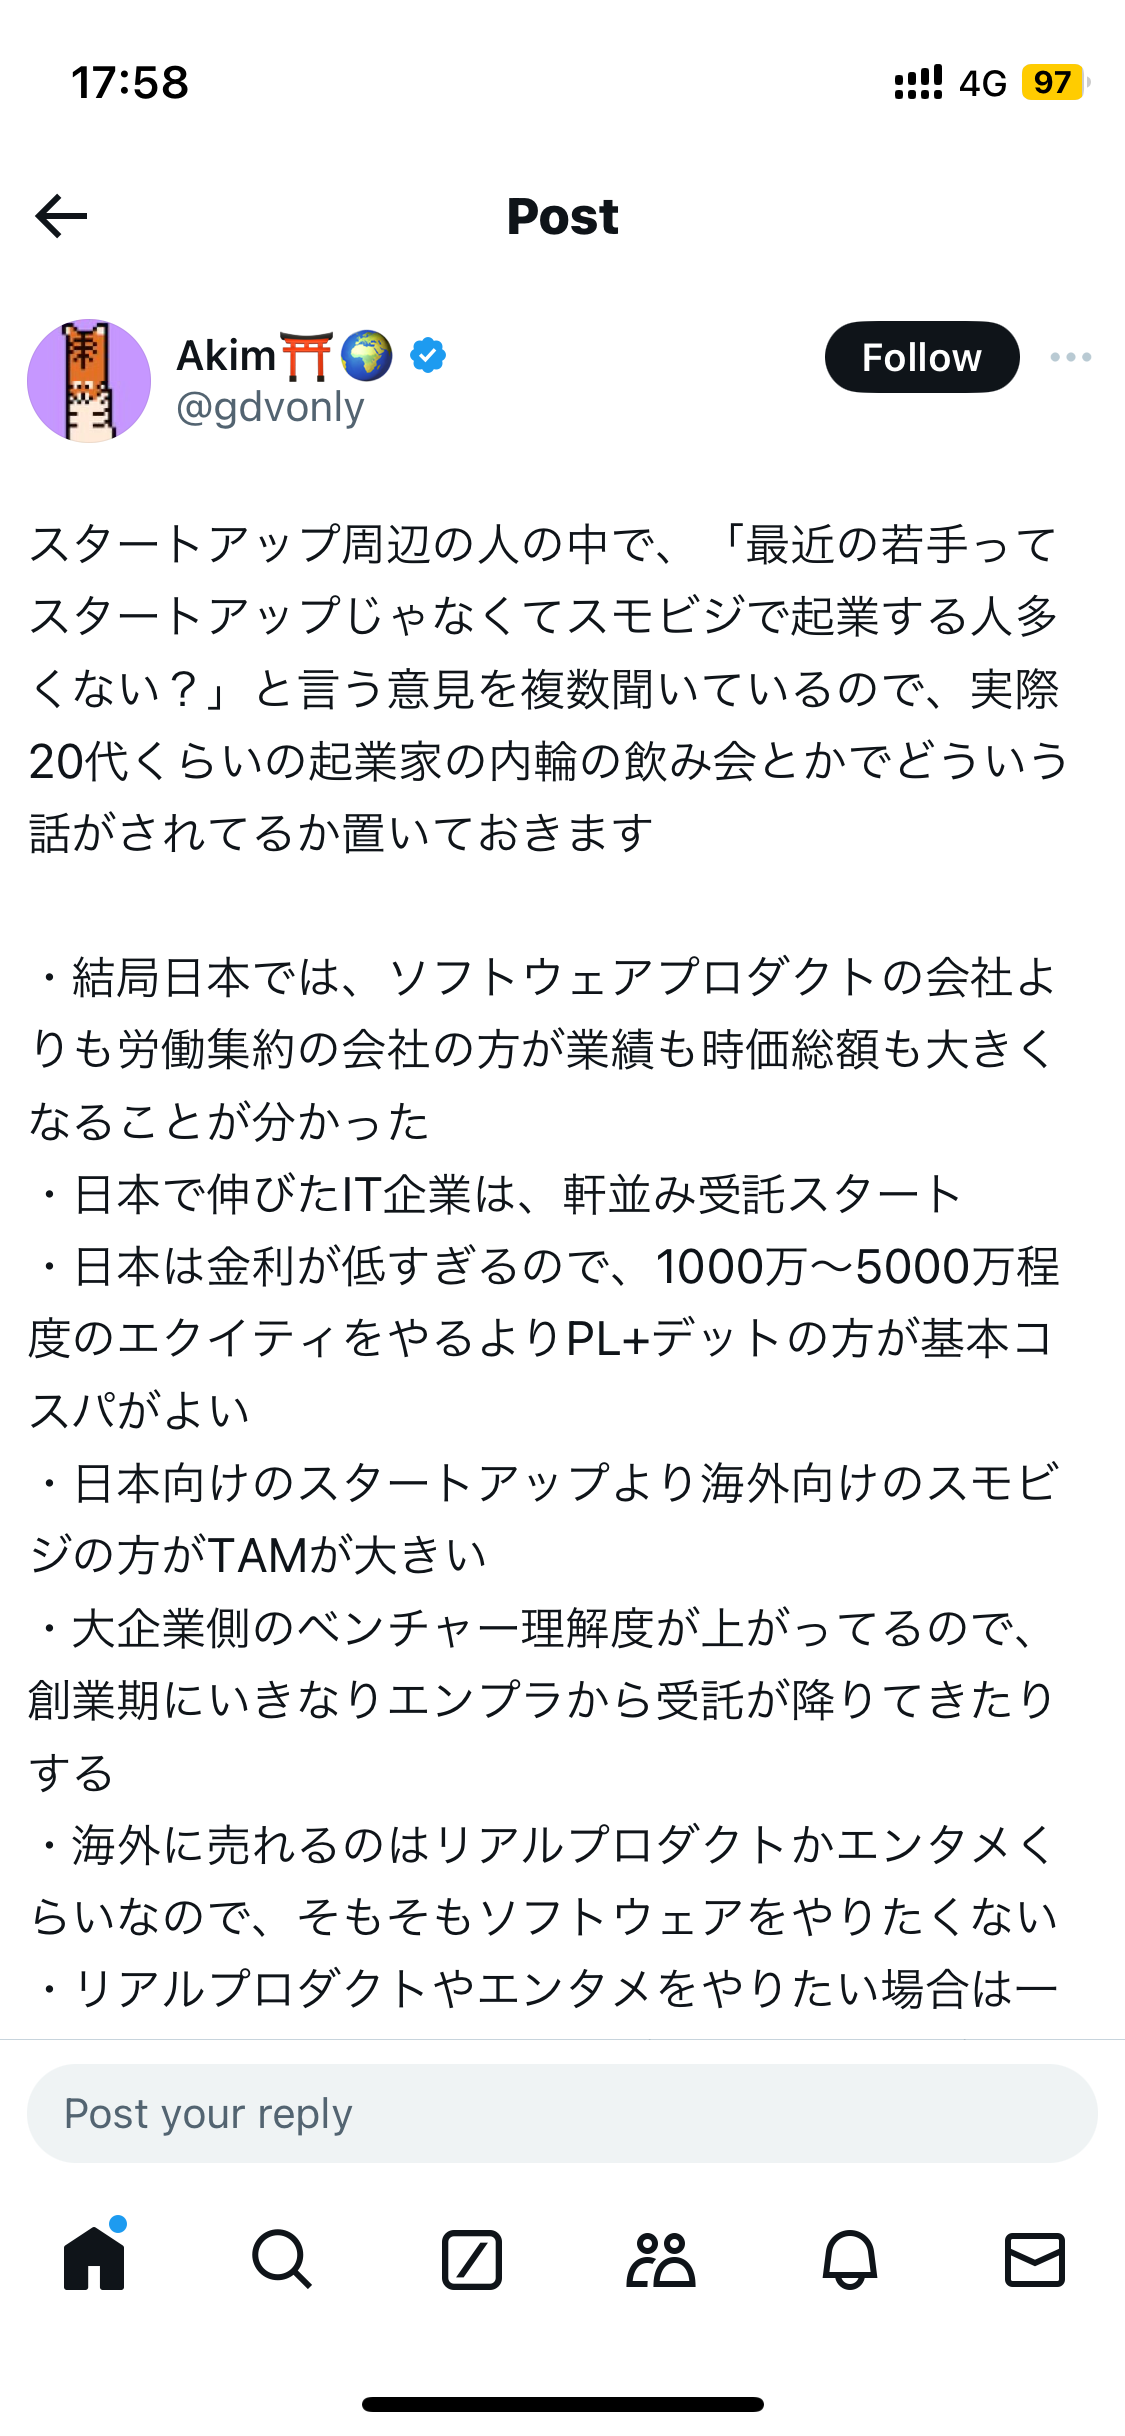 17:58
4G 97
Post
Akim⛩️🌍
Follow
@gdvonly
スタートアップ周辺の人の中で、「最近の若手って
スタートアップじゃなくてスモビジで起業する人多
くない？」と言う意見を複数聞いているので、実際
20代くらいの起業家の内輪の飲み会とかでどういう
話がされてるか置いておきます
・結局日本では、ソフトウェアプロダクトの会社よ
りも労働集約の会社の方が業績も時価総額も大きく
なることが分かった
・日本で伸びたIT企業は、軒並み受託スタート
・日本は金利が低すぎるので、1000万〜5000万程
度のエクイティをやるよりPL+デットの方が基本コ
スパがよい
・日本向けのスタートアップより海外向けのスモビ
ジの方がTAMが大きい
・大企業側のベンチャー理解度が上がってるので、
創業期にいきなりエンプラから受託が降りてきたり
する
・海外に売れるのはリアルプロダクトかエンタメく
らいなので、そもそもソフトウェアをやりたくない
・リアルプロダクトやエンタメをやりたい場合は一
Post your reply